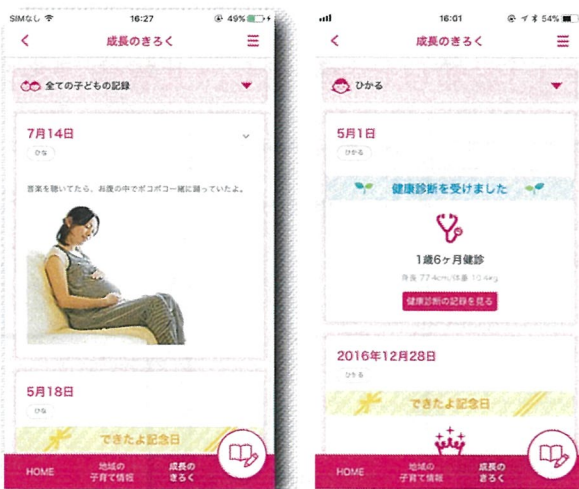 SIMなし 16:27 49%
成長のきろく
全ての子どもの記録
7月14日
ひな
音楽を聴いてたら、お腹の中でポコポコ一緒に踊っていたよ。
5月18日
ひな
できたよ記念日
HOME
地域の
子育て情報
成長の
きろく
16:01 54%
成長のきろく
ひかる
5月1日
ひかる
健康診断を受けました
1歳6ヶ月健診
身長 77.4cm/体重 10.4kg
健康診断の記録を見る
2016年12月28日
ひかる
できたよ記念日
HOME
地域の
子育て情報
成長の
きろく